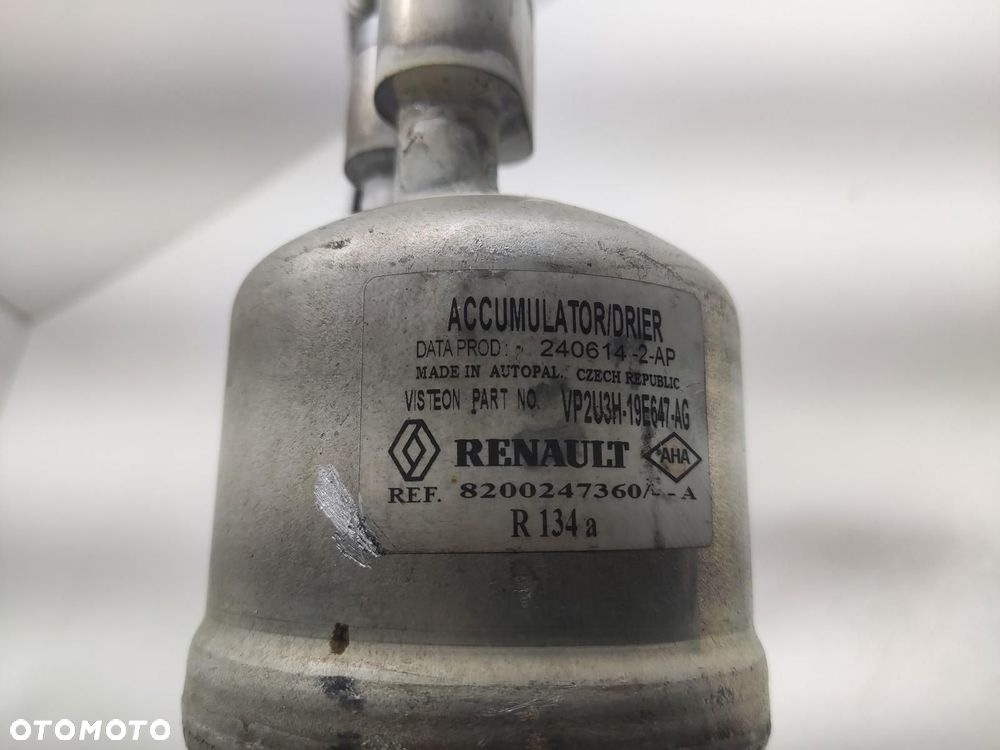 ACCUMULATOR/DRIER
DATA PROD: - 240614-2-AP
MADE IN AUTOPAL, CZECH REPUBLIC
VISTEON PART NO. VP2U3H-19E647-AG
RENAULT AHA
REF. 8200247360/ - A
R 134 a
OTOMOTO